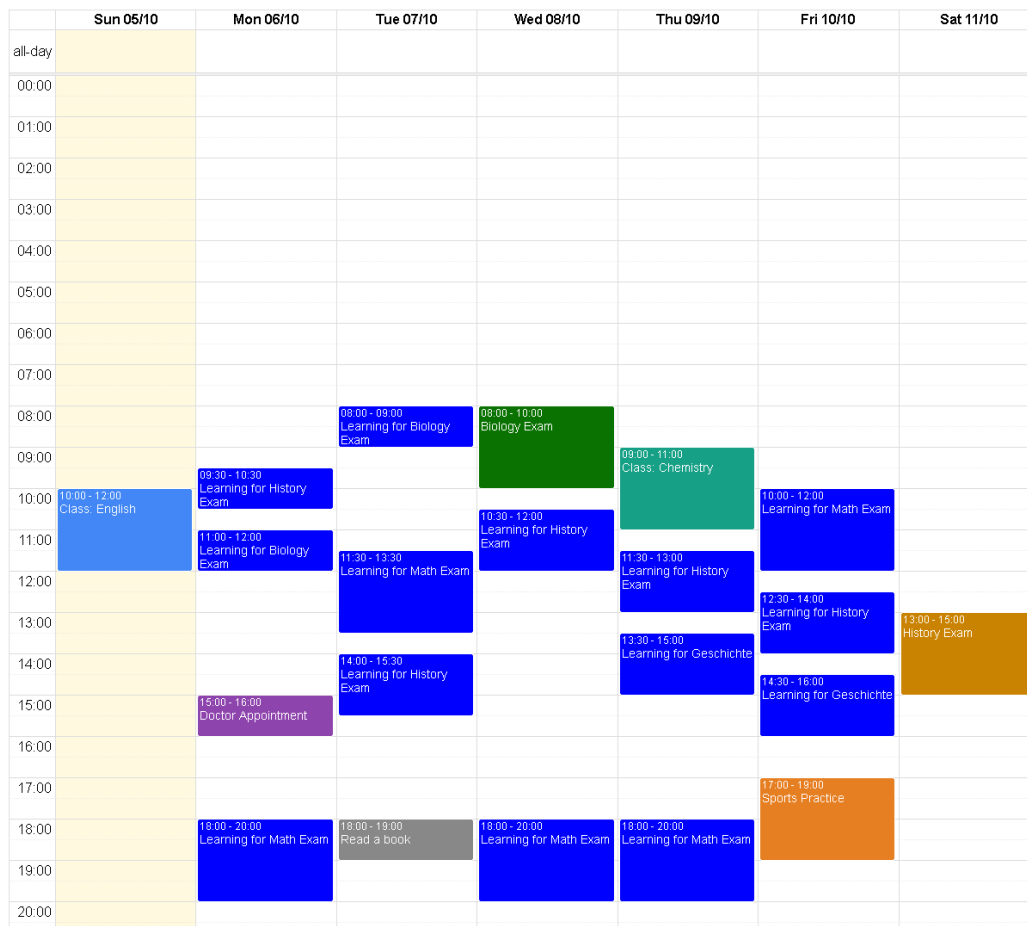 Sun 05/10 Mon 06/10 Tue 07/10 Wed 08/10 Thu 09/10 Fri 10/10 Sat 11/10
all-day
00:00
01:00
02:00
03:00
04:00
05:00
06:00
07:00
08:00
09:00
10:00
11:00
12:00
13:00
14:00
15:00
16:00
17:00
18:00
19:00
20:00
10:00 - 12:00
Class: English
09:30 - 10:30
Learning for History
Exam
11:00 - 12:00
Learning for Biology
Exam
15:00 - 16:00
Doctor Appointment
18:00 - 20:00
Learning for Math Exam
08:00 - 09:00
Learning for Biology
Exam
11:30 - 13:30
Learning for Math Exam
14:00 - 15:30
Learning for History
Exam
18:00 - 19:00
Read a book
08:00 - 10:00
Biology Exam
10:30 - 12:00
Learning for History
Exam
18:00 - 20:00
Learning for Math Exam
09:00 - 11:00
Class: Chemistry
11:30 - 13:00
Learning for History
Exam
13:30 - 15:00
Learning for Geschichte
18:00 - 20:00
Learning for Math Exam
10:00 - 12:00
Learning for Math Exam
12:30 - 14:00
Learning for History
Exam
14:30 - 16:00
Learning for Geschichte
17:00 - 19:00
Sports Practice
13:00 - 15:00
History Exam